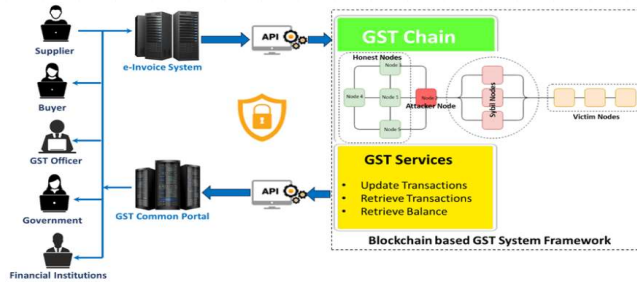 Supplier
Buyer
GST Officer
Government
Financial Institutions
e-Invoice System
GST Common Portal
API
API
GST Chain
Honest Nodes
Node 4
Node 1
Node 2
Attacker Node
Sybil Nodes
Victim Nodes
GST Services
• Update Transactions
• Retrieve Transactions
• Retrieve Balance
Blockchain based GST System Framework